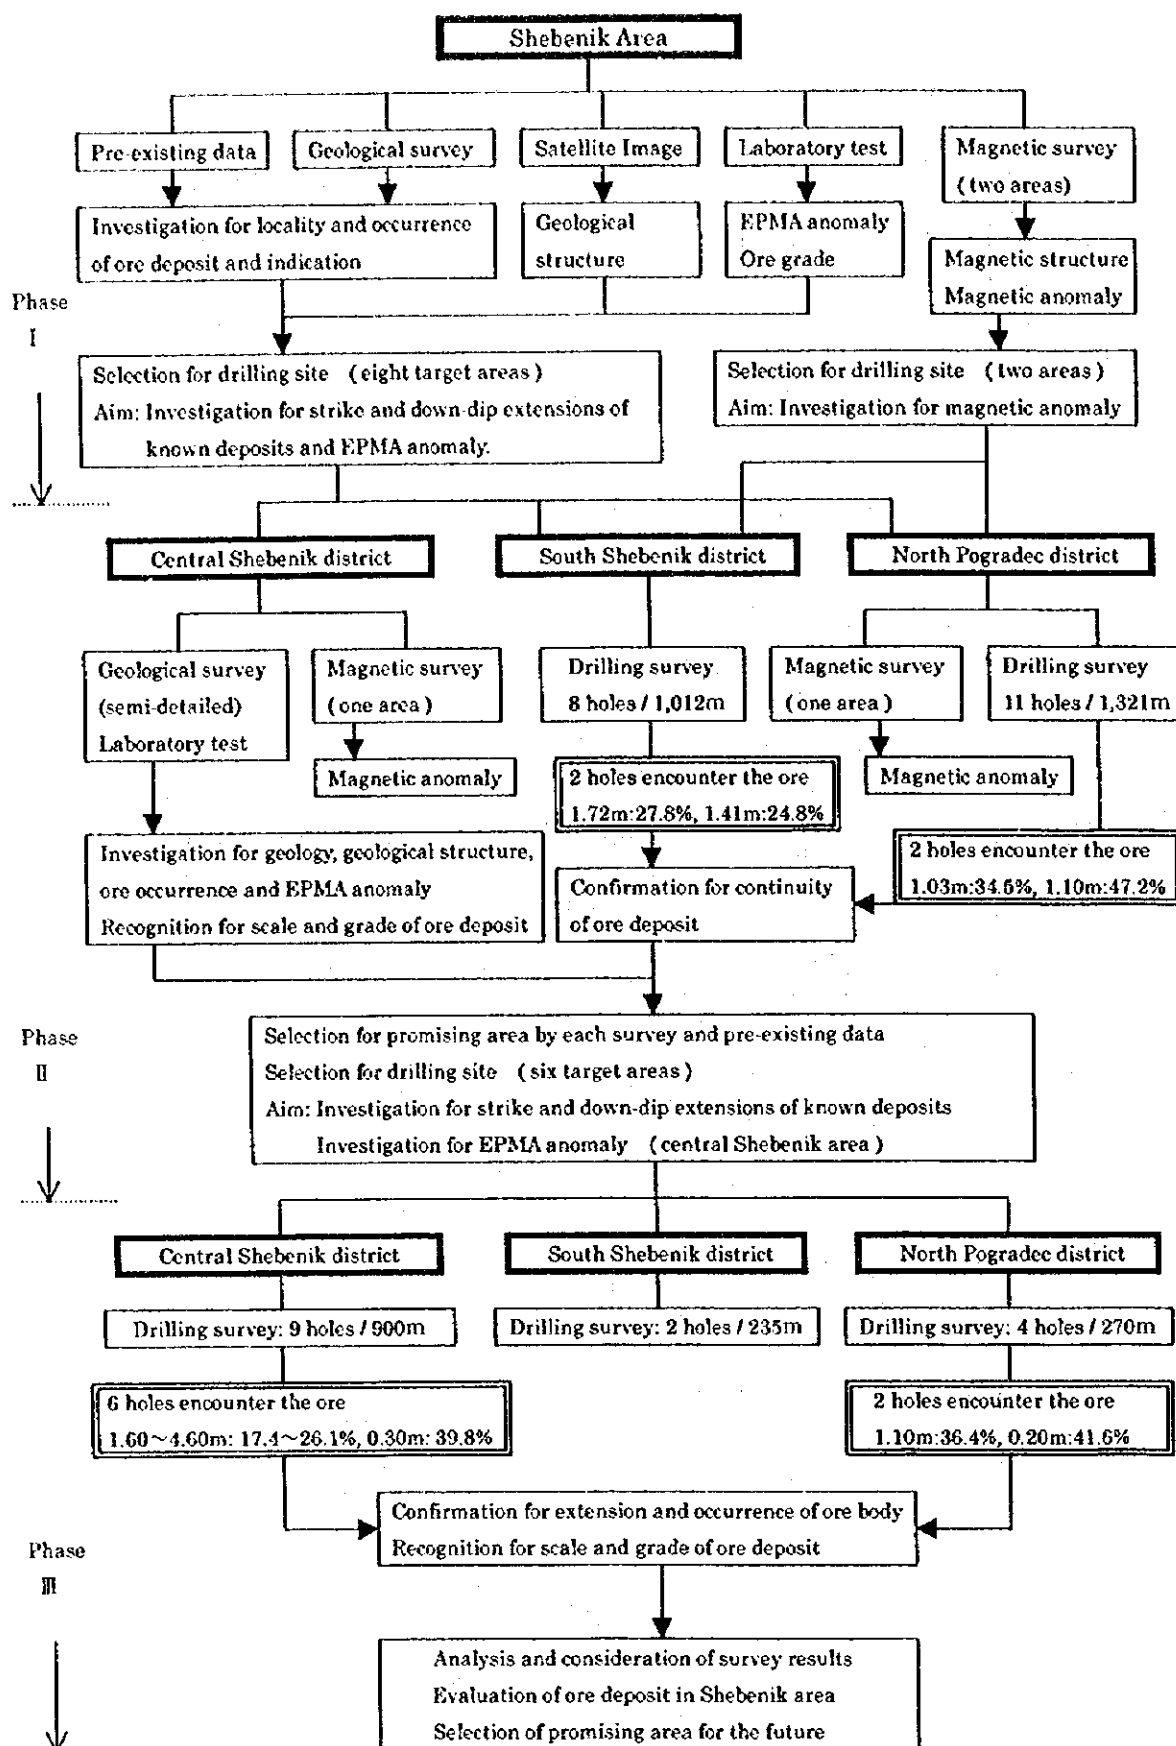 Shebenik Area
Pre-existing data
Geological survey
Satellite Image
Laboratory test
Magnetic survey
(two areas)
Investigation for locality and occurrence
of ore deposit and indication
Geological
structure
EPMA anomaly
Ore grade
Magnetic structure
Magnetic anomaly
Phase
I
Selection for drilling site (eight target areas)
Aim: Investigation for strike and down-dip extensions of
known deposits and EPMA anomaly.
Selection for drilling site (two areas)
Aim: Investigation for magnetic anomaly
Central Shebenik district
South Shebenik district
North Pogradec district
Geological survey
(semi-detailed)
Laboratory test
Magnetic survey
(one area)
Magnetic anomaly
Drilling survey
8 holes / 1,012m
Magnetic survey
(one area)
Magnetic anomaly
Drilling survey
11 holes / 1,321m
2 holes encounter the ore
1.72m:27.8%, 1.41m:24.8%
2 holes encounter the ore
1.03m:34.5%, 1.10m:47.2%
Investigation for geology, geological structure,
ore occurrence and EPMA anomaly
Recognition for scale and grade of ore deposit
Confirmation for continuity
of ore deposit
Phase
II
Selection for promising area by each survey and pre-existing data
Selection for drilling site (six target areas)
Aim: Investigation for strike and down-dip extensions of known deposits
Investigation for EPMA anomaly (central Shebenik area)
Central Shebenik district
South Shebenik district
North Pogradec district
Drilling survey: 9 holes / 900m
Drilling survey: 2 holes / 235m
Drilling survey: 4 holes / 270m
6 holes encounter the ore
1.60~4.60m: 17.4~26.1%, 0.30m: 39.8%
2 holes encounter the ore
1.10m:36.4%, 0.20m:41.6%
Confirmation for extension and occurrence of ore body
Recognition for scale and grade of ore deposit
Phase
III
Analysis and consideration of survey results
Evaluation of ore deposit in Shebenik area
Selection of promising area for the future